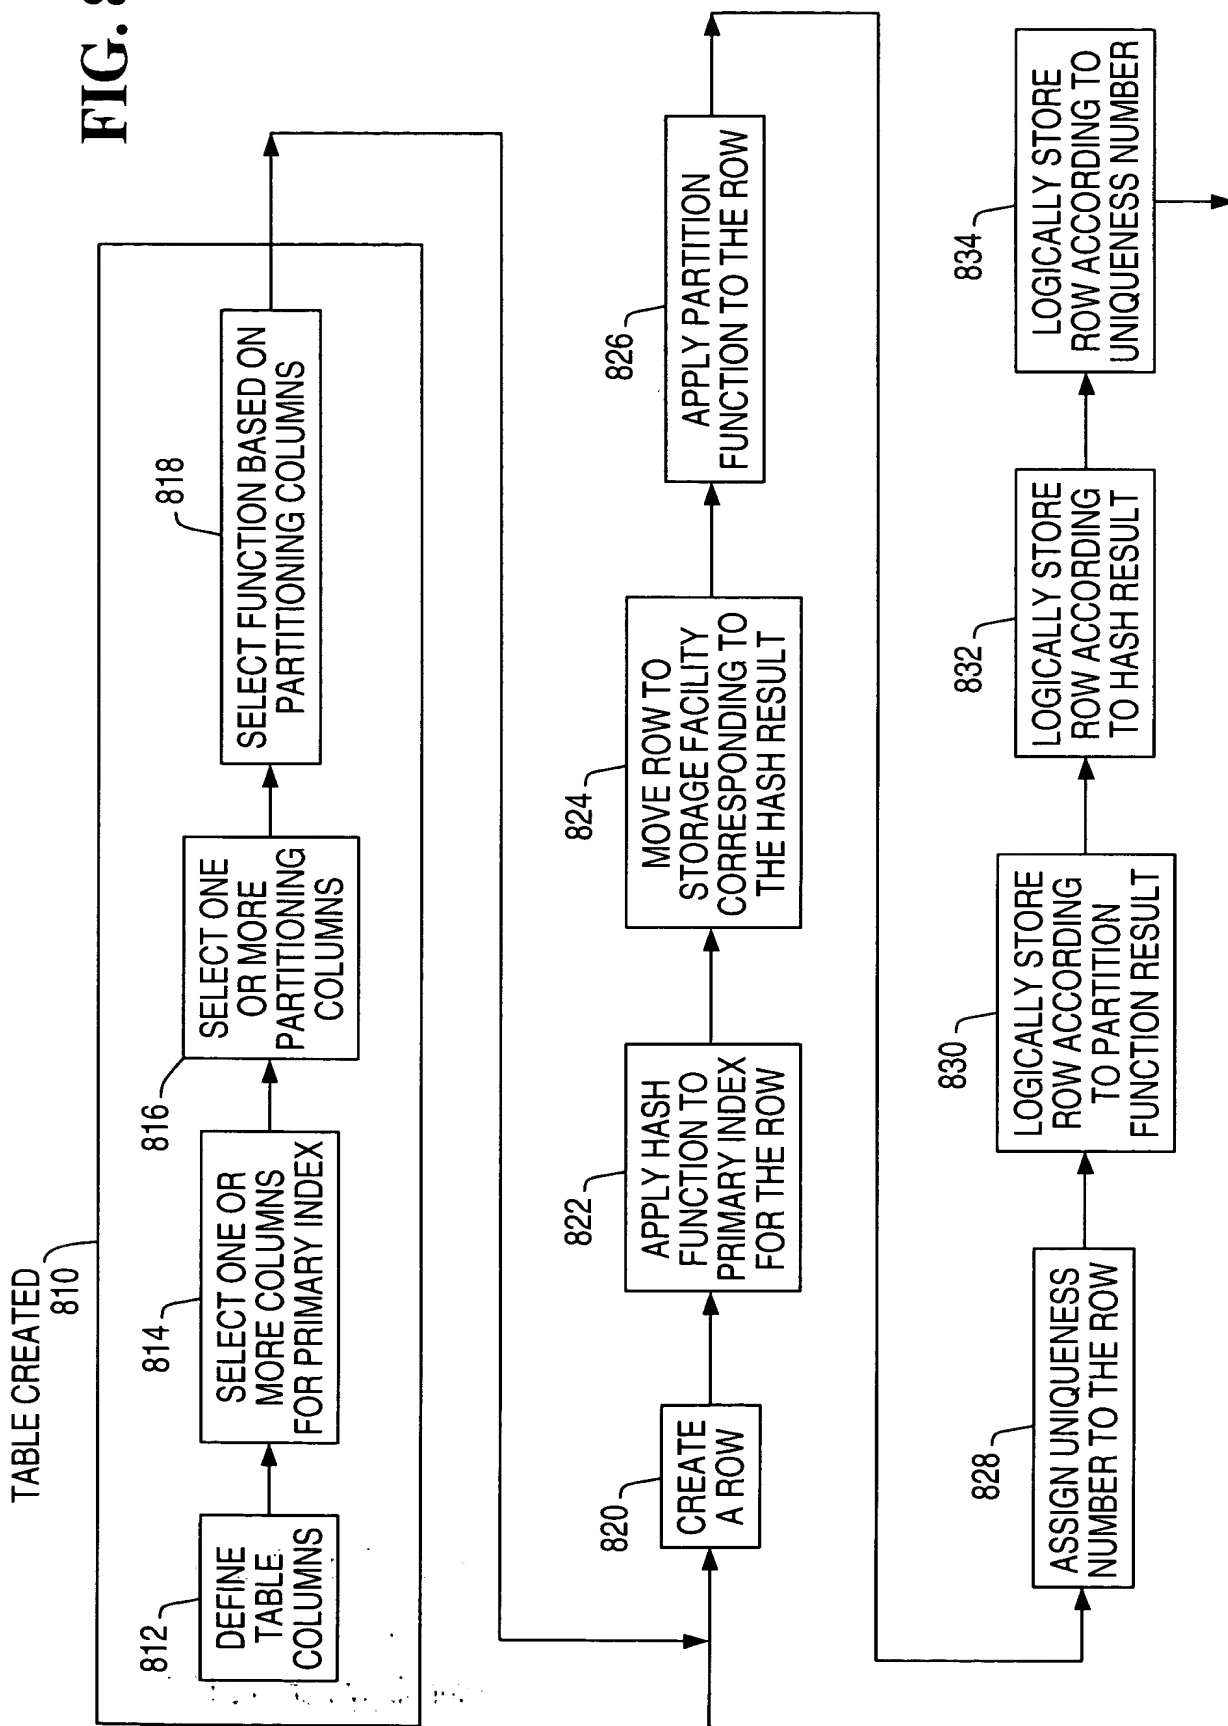 FIG. 8
TABLE CREATED
810
812
DEFINE
TABLE
COLUMNS
814
SELECT ONE OR
MORE COLUMNS
FOR PRIMARY INDEX
816
SELECT ONE
OR MORE
PARTITIONING
COLUMNS
818
SELECT FUNCTION BASED ON
PARTITIONING COLUMNS
820
CREATE
A ROW
822
APPLY HASH
FUNCTION TO
PRIMARY INDEX
FOR THE ROW
824
MOVE ROW TO
STORAGE FACILITY
CORRESPONDING TO
THE HASH RESULT
826
APPLY PARTITION
FUNCTION TO THE ROW
828
ASSIGN UNIQUENESS
NUMBER TO THE ROW
830
LOGICALLY STORE
ROW ACCORDING
TO PARTITION
FUNCTION RESULT
832
LOGICALLY STORE
ROW ACCORDING
TO HASH RESULT
834
LOGICALLY STORE
ROW ACCORDING TO
UNIQUENESS NUMBER